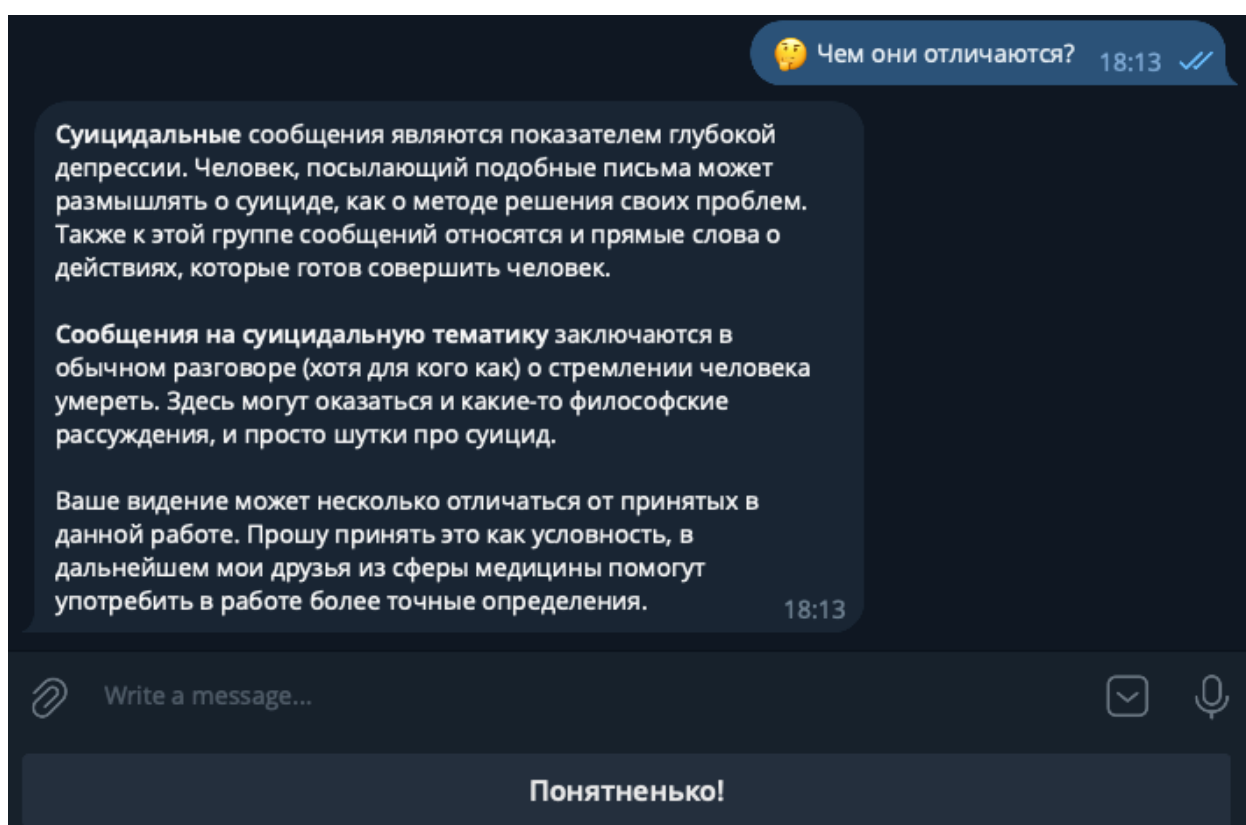 🤔 Чем они отличаются? 18:13
Суицидальные сообщения являются показателем глубокой
депрессии. Человек, посылающий подобные письма может
размышлять о суициде, как о методе решения своих проблем.
Также к этой группе сообщений относятся и прямые слова о
действиях, которые готов совершить человек.
Сообщения на суицидальную тематику заключаются в
обычном разговоре (хотя для кого как) о стремлении человека
умереть. Здесь могут оказаться и какие-то философские
рассуждения, и просто шутки про суицид.
Ваше видение может несколько отличаться от принятых в
данной работе. Прошу принять это как условность, в
дальнейшем мои друзья из сферы медицины помогут
употребить в работе более точные определения. 18:13
Write a message...
Понятненько!